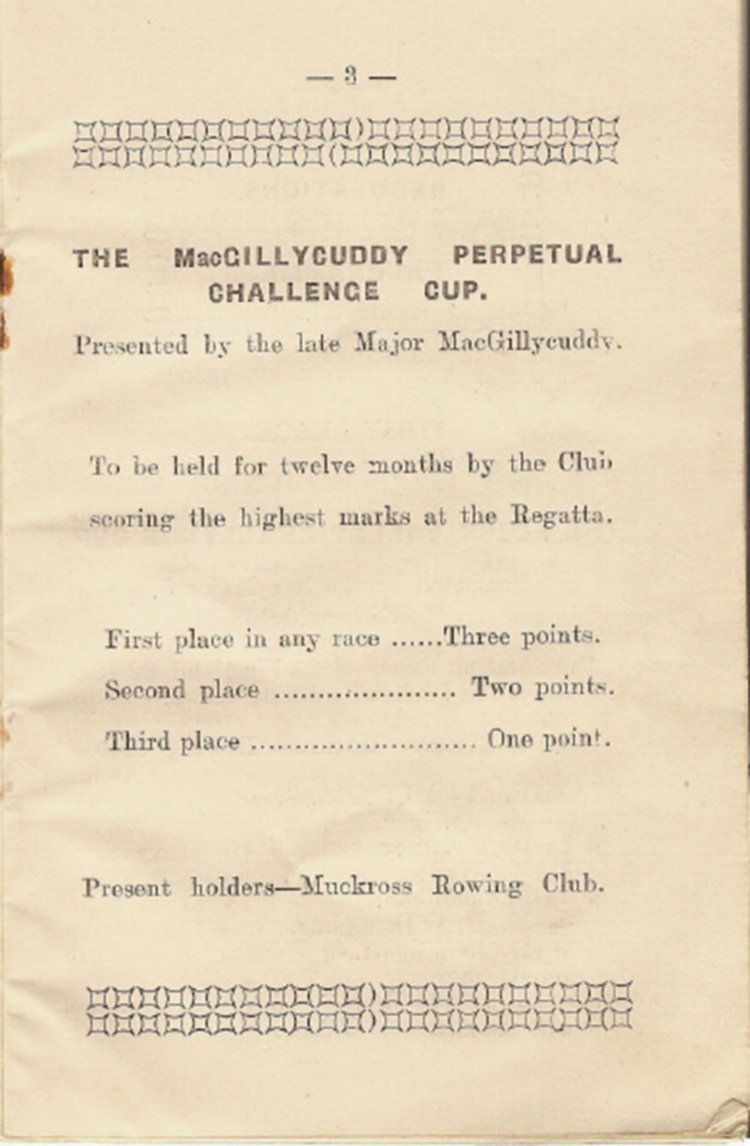 — 3 —
THE MacGILLYCUDDY PERPETUAL
CHALLENGE CUP.
Presented by the late Major MacGillycuddy.
To be held for twelve months by the Club
scoring the highest marks at the Regatta.
First place in any race ......Three points.
Second place ..................... Two points.
Third place .......................... One point.
Present holders—Muckross Rowing Club.